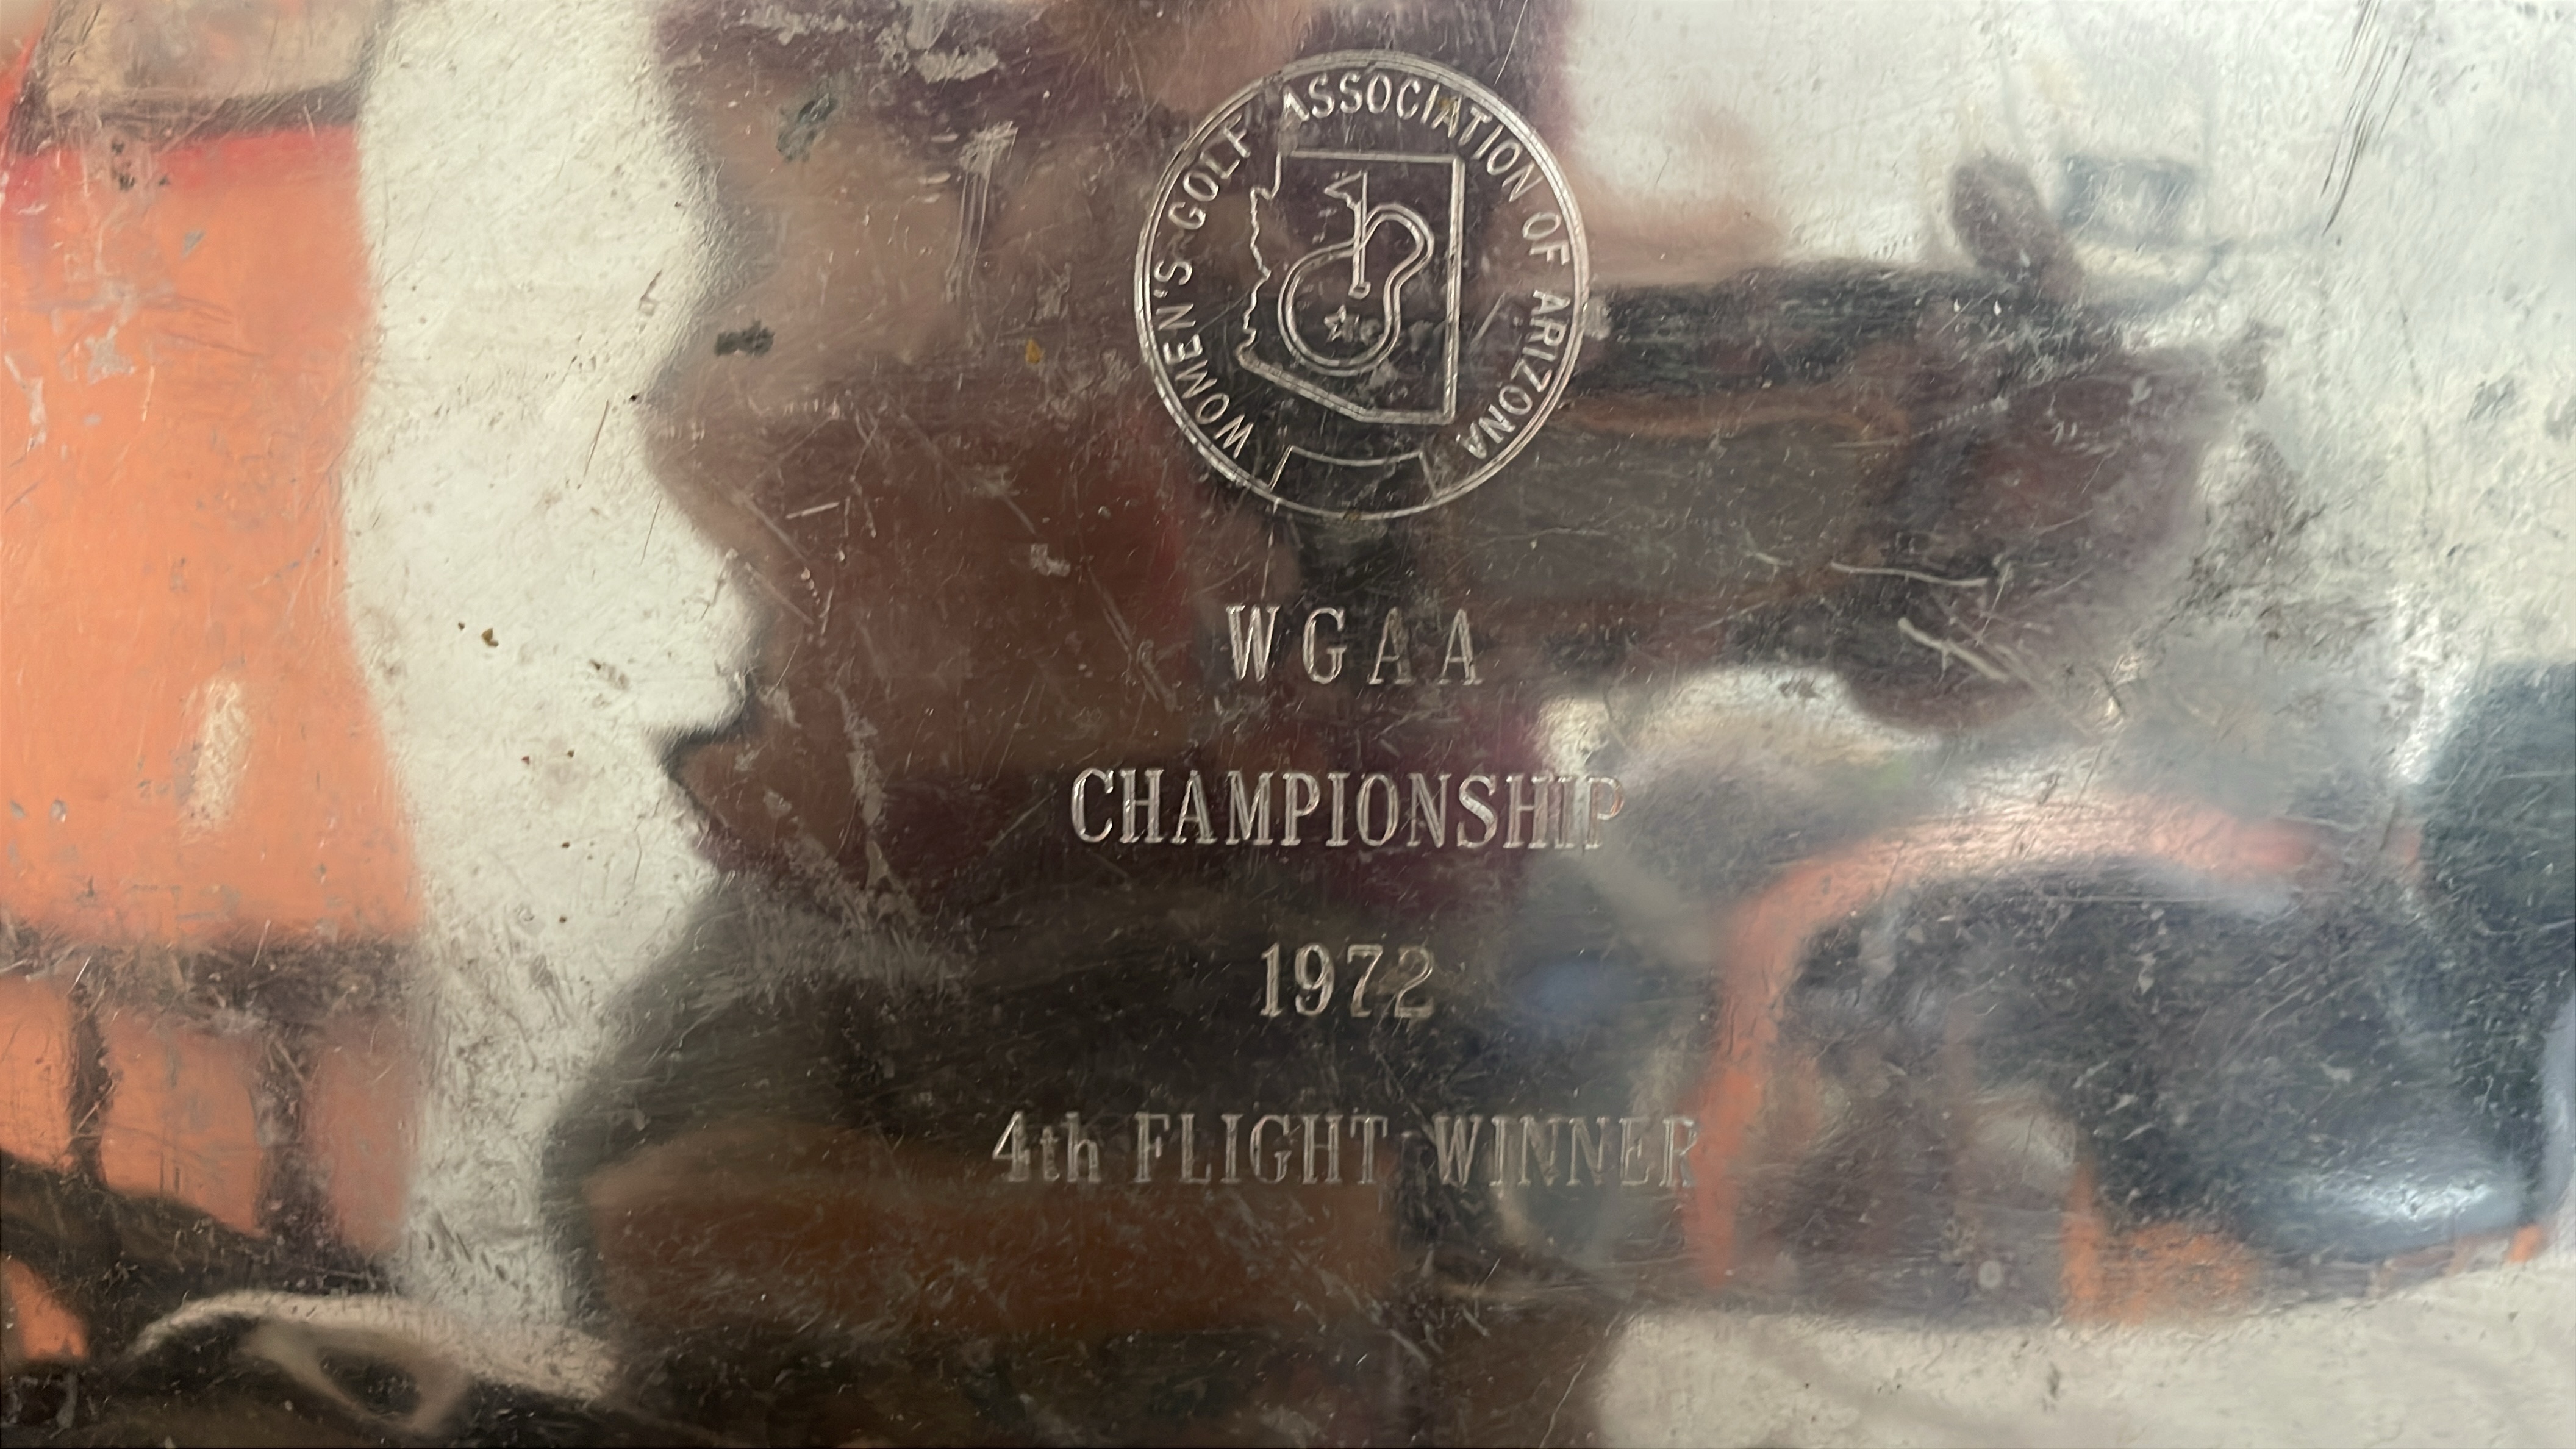 WOMEN'S GOLF ASSOCIATION OF ARIZONA
WGAA
CHAMPIONSHIP
1972
4th FLIGHT WINNER